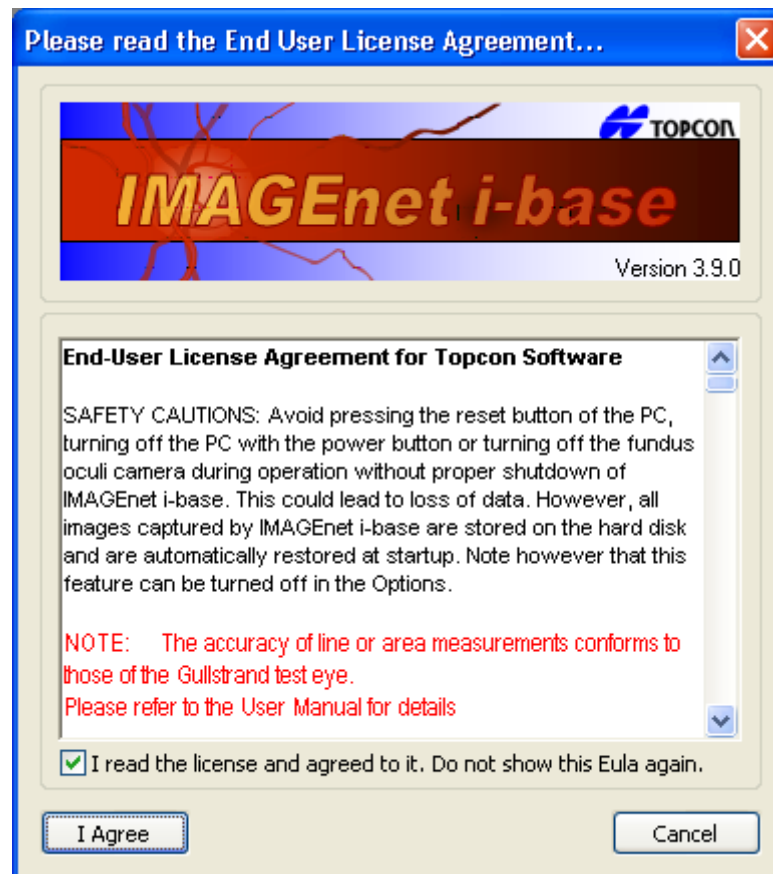 Please read the End User License Agreement...
TOPCON
IMAGEnet i-base
Version 3.9.0
End-User License Agreement for Topcon Software
SAFETY CAUTIONS: Avoid pressing the reset button of the PC,
turning off the PC with the power button or turning off the fundus
oculi camera during operation without proper shutdown of
IMAGEnet i-base. This could lead to loss of data. However, all
images captured by IMAGEnet i-base are stored on the hard disk
and are automatically restored at startup. Note however that this
feature can be turned off in the Options.
NOTE: The accuracy of line or area measurements conforms to
those of the Gullstrand test eye.
Please refer to the User Manual for details
I read the license and agreed to it. Do not show this Eula again.
I Agree
Cancel